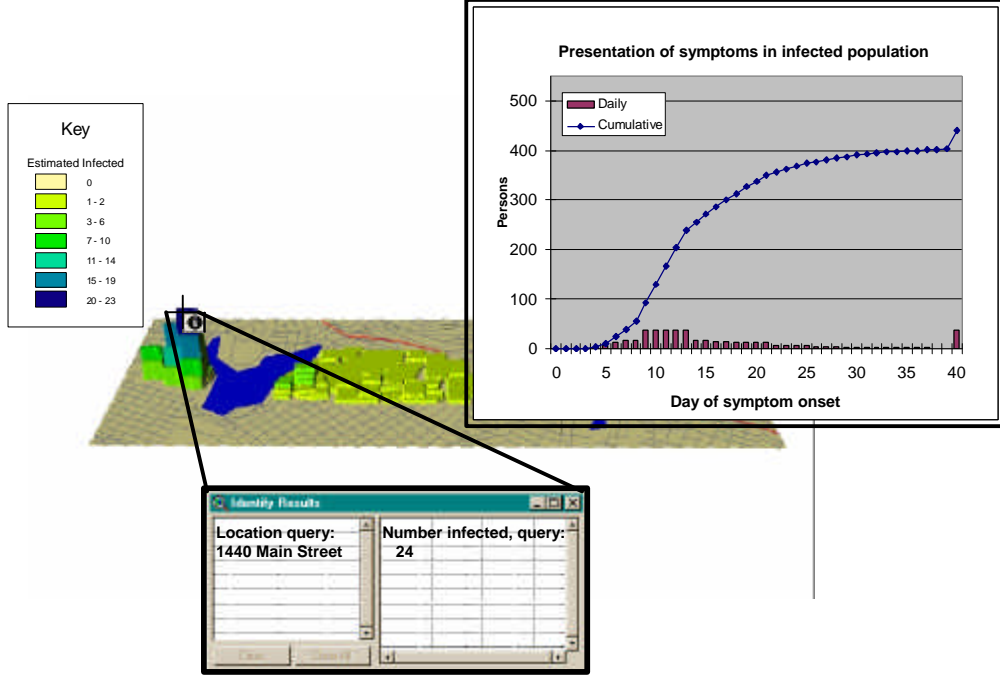 Presentation of symptoms in infected population
Daily
Cumulative
Persons
500
400
300
200
100
0
0 5 10 15 20 25 30 35 40
Day of symptom onset
Key
Estimated Infected
0
1 - 2
3 - 6
7 - 10
11 - 14
15 - 19
20 - 23
Identify Results
Location query:
1440 Main Street
Number infected, query:
24